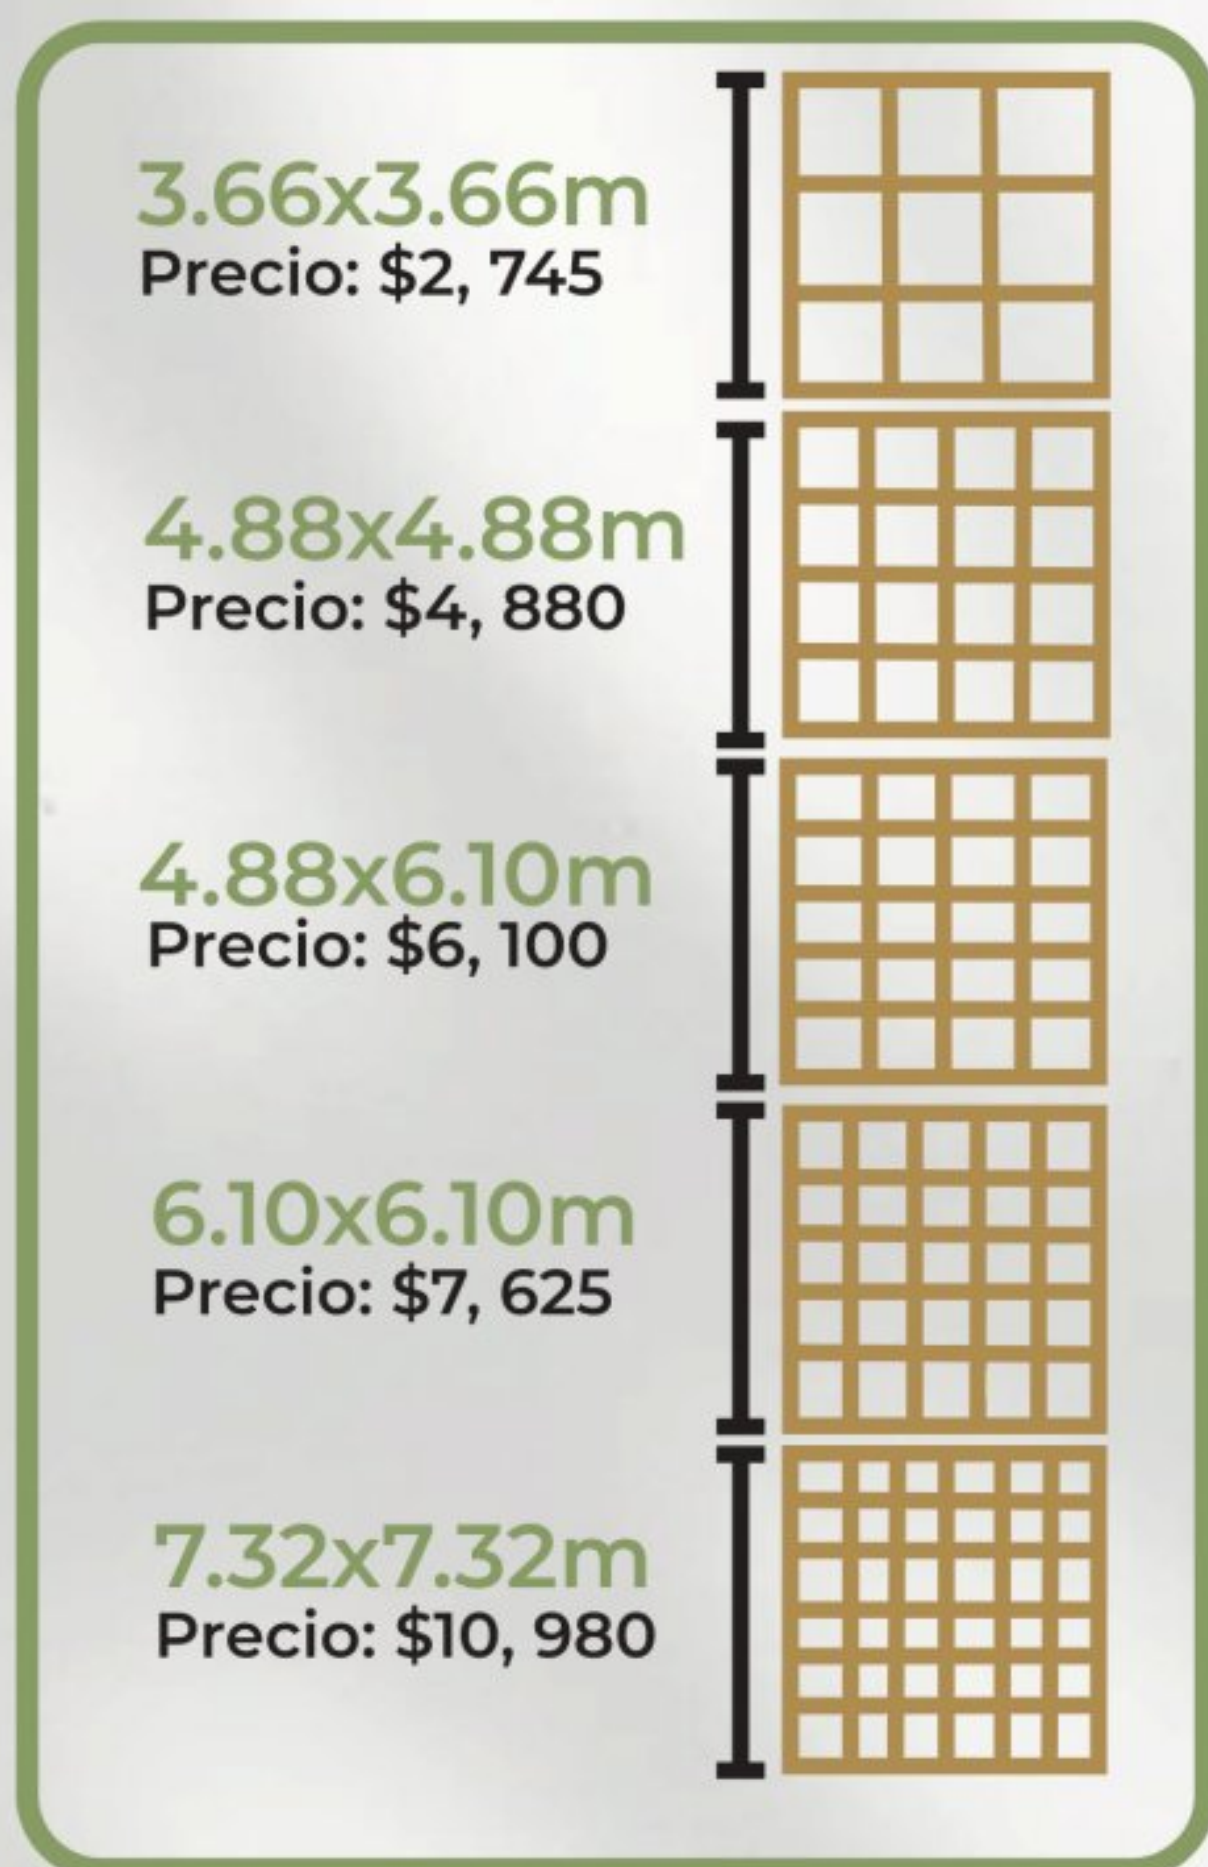 3.66x3.66m
Precio: $2, 745
4.88x4.88m
Precio: $4, 880
4.88x6.10m
Precio: $6, 100
6.10x6.10m
Precio: $7, 625
7.32x7.32m
Precio: $10, 980